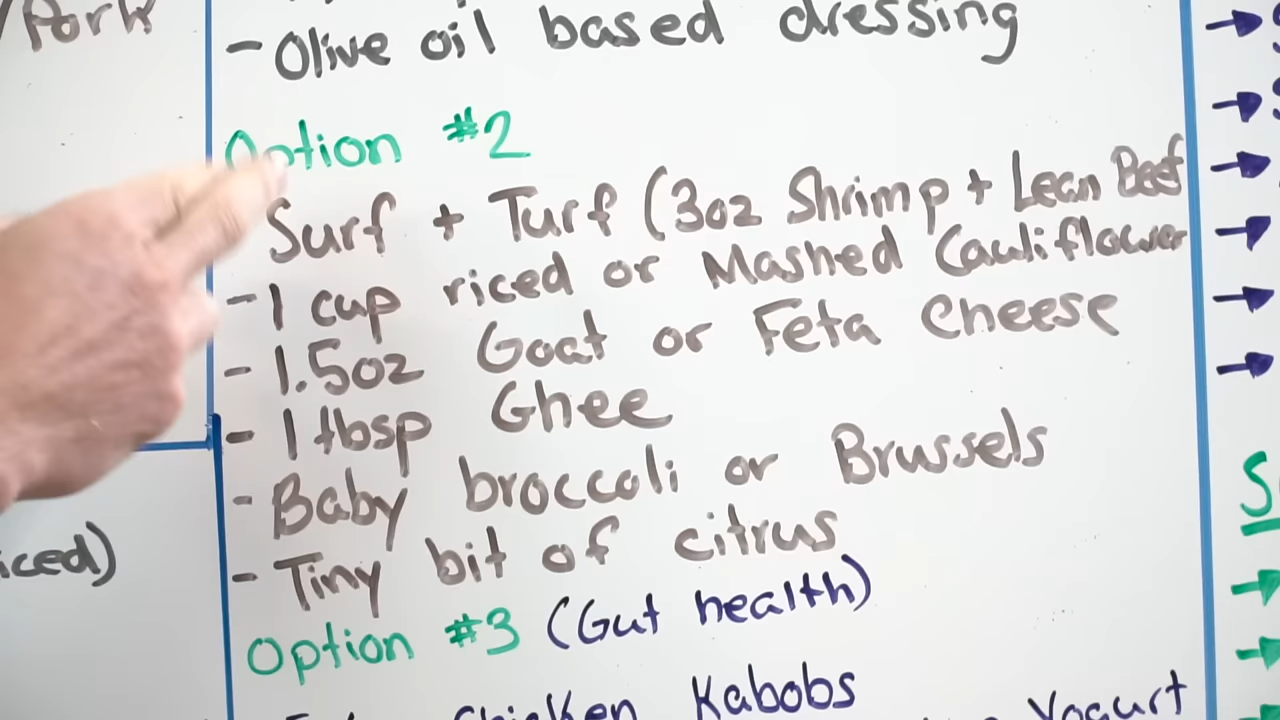 /Pork
- Olive oil based dressing
Option #2
Surf + Turf (3oz Shrimp + Lean Beef
- 1 cup riced or Mashed Cauliflower
- 1.5oz Goat or Feta Cheese
- 1 tbsp Ghee
- Baby broccoli or Brussels
- Tiny bit of citrus
iced)
Option #3 (Gut health)
Chicken Kabobs
Yogurt